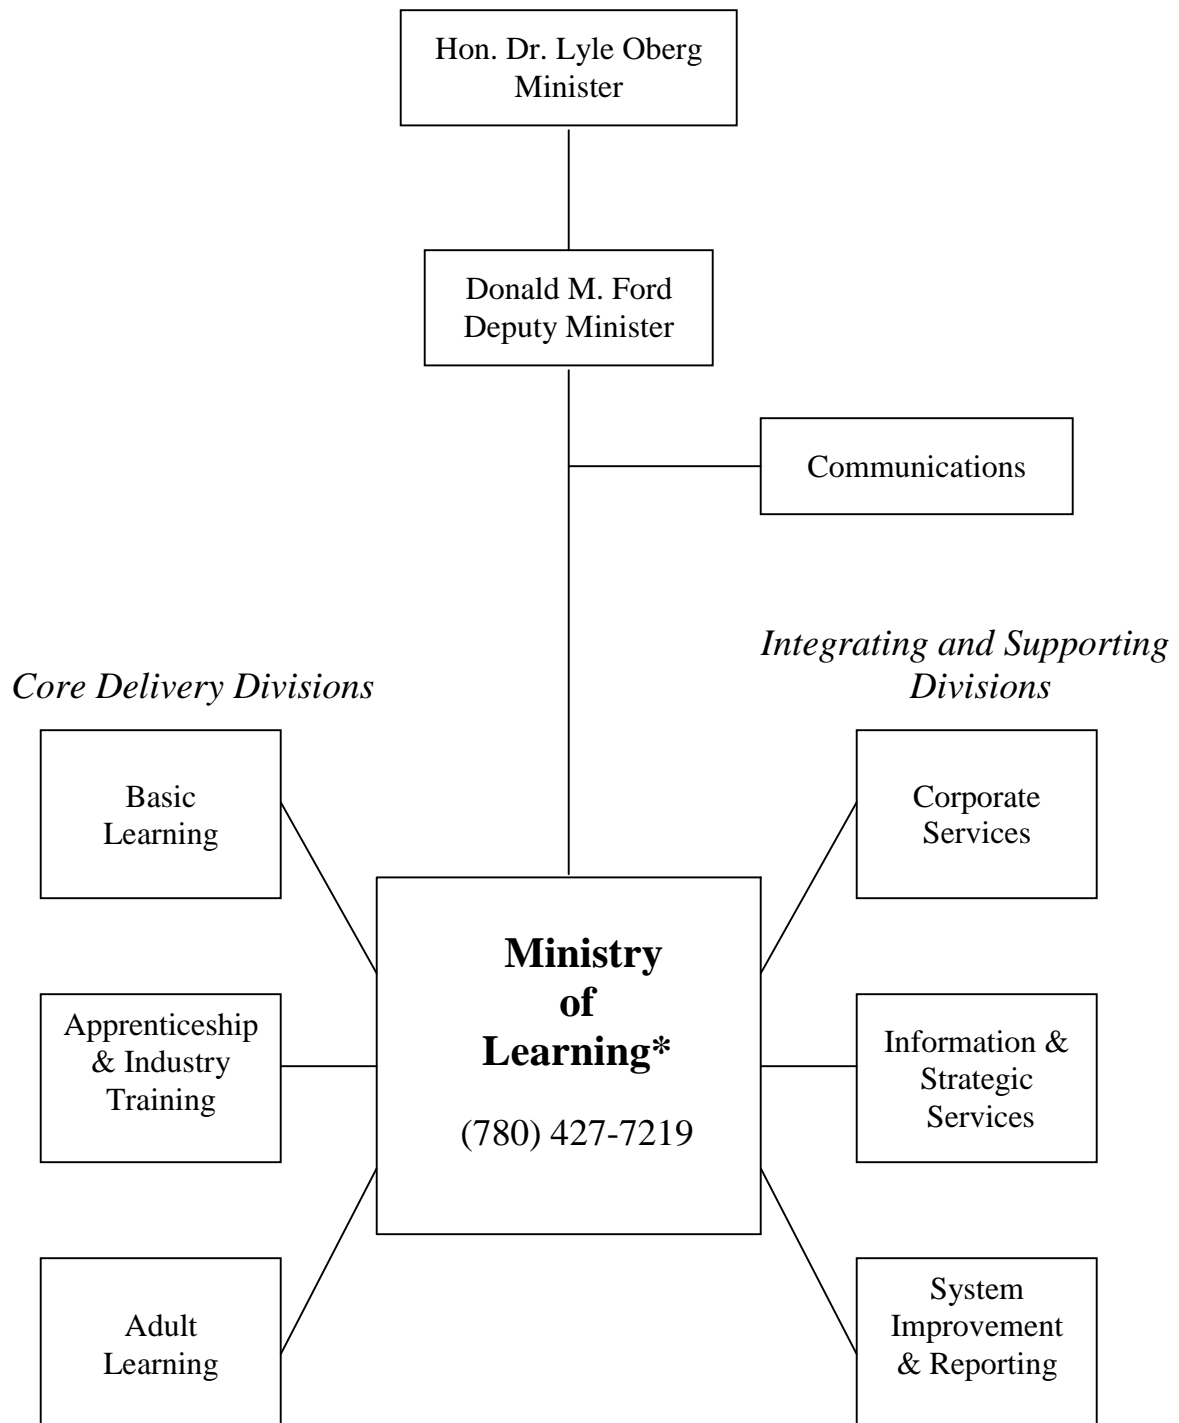 Hon. Dr. Lyle Oberg
Minister
Donald M. Ford
Deputy Minister
Communications
Core Delivery Divisions
Integrating and Supporting
Divisions
Basic
Learning
Corporate
Services
Ministry
of
Learning*
(780) 427-7219
Apprenticeship
& Industry
Training
Information &
Strategic
Services
Adult
Learning
System
Improvement
& Reporting